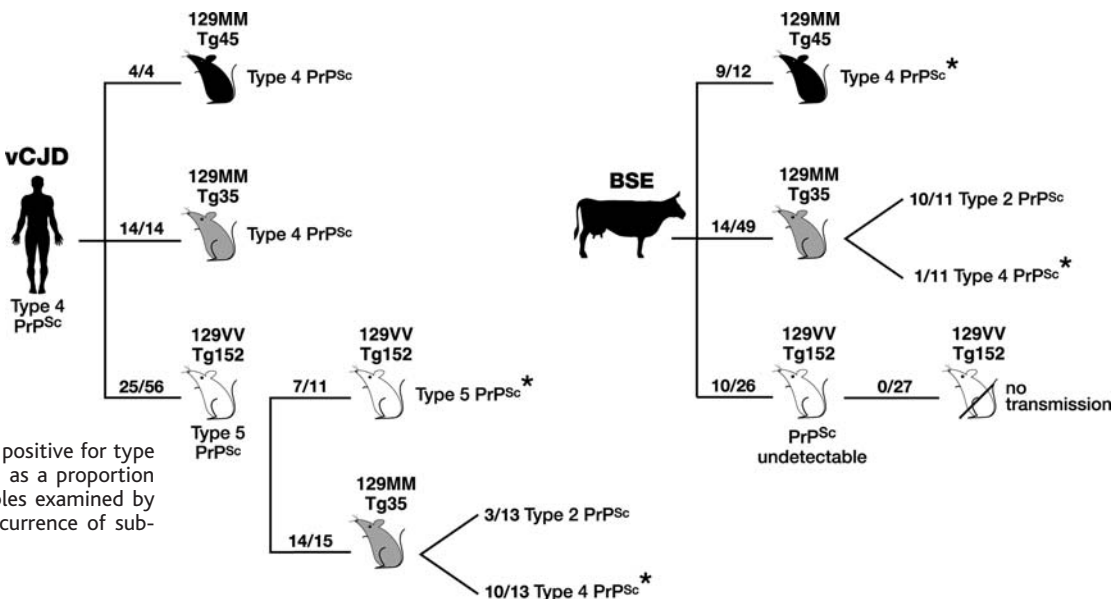 129MM
Tg45
4/4
Type 4 PrPSc
vCJD
129MM
Tg35
14/14
Type 4 PrPSc
Type 4
PrPSc
129VV
Tg152
25/56
Type 5
PrPSc
129VV
Tg152
7/11
Type 5 PrPSc*
129MM
Tg35
14/15
3/13 Type 2 PrPSc
10/13 Type 4 PrPSc*
positive for type
as a proportion
oles examined by
currence of sub-
129MM
Tg45
9/12
Type 4 PrPSc*
BSE
129MM
Tg35
14/49
10/11 Type 2 PrPSc
1/11 Type 4 PrPSc*
129VV
Tg152
10/26
PrPSc
undetectable
129VV
Tg152
0/27
no
transmission